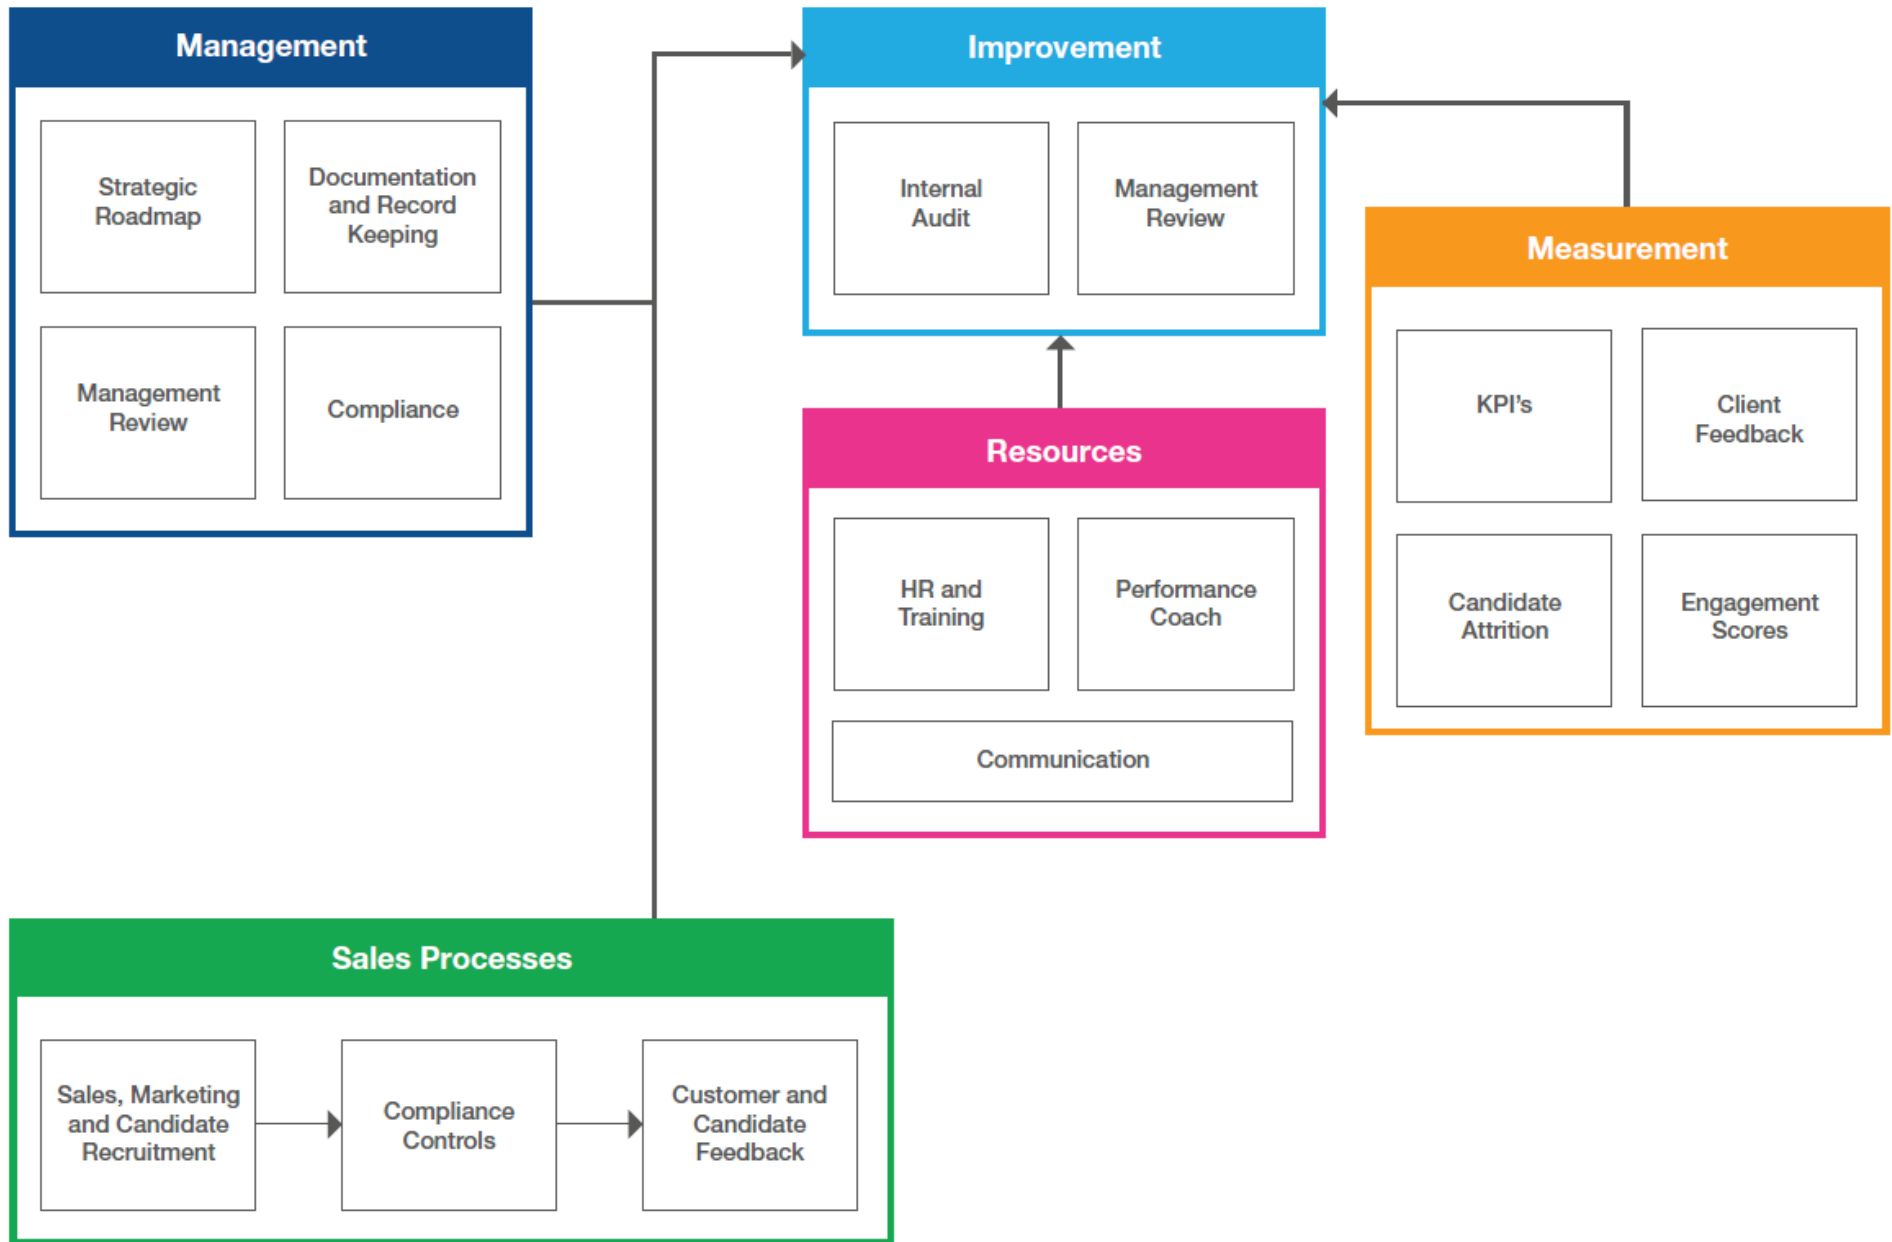 Management
Strategic
Roadmap
Documentation
and Record
Keeping
Management
Review
Compliance
Improvement
Internal
Audit
Management
Review
Measurement
KPI's
Client
Feedback
Candidate
Attrition
Engagement
Scores
Resources
HR and
Training
Performance
Coach
Communication
Sales Processes
Sales, Marketing
and Candidate
Recruitment
Compliance
Controls
Customer and
Candidate
Feedback